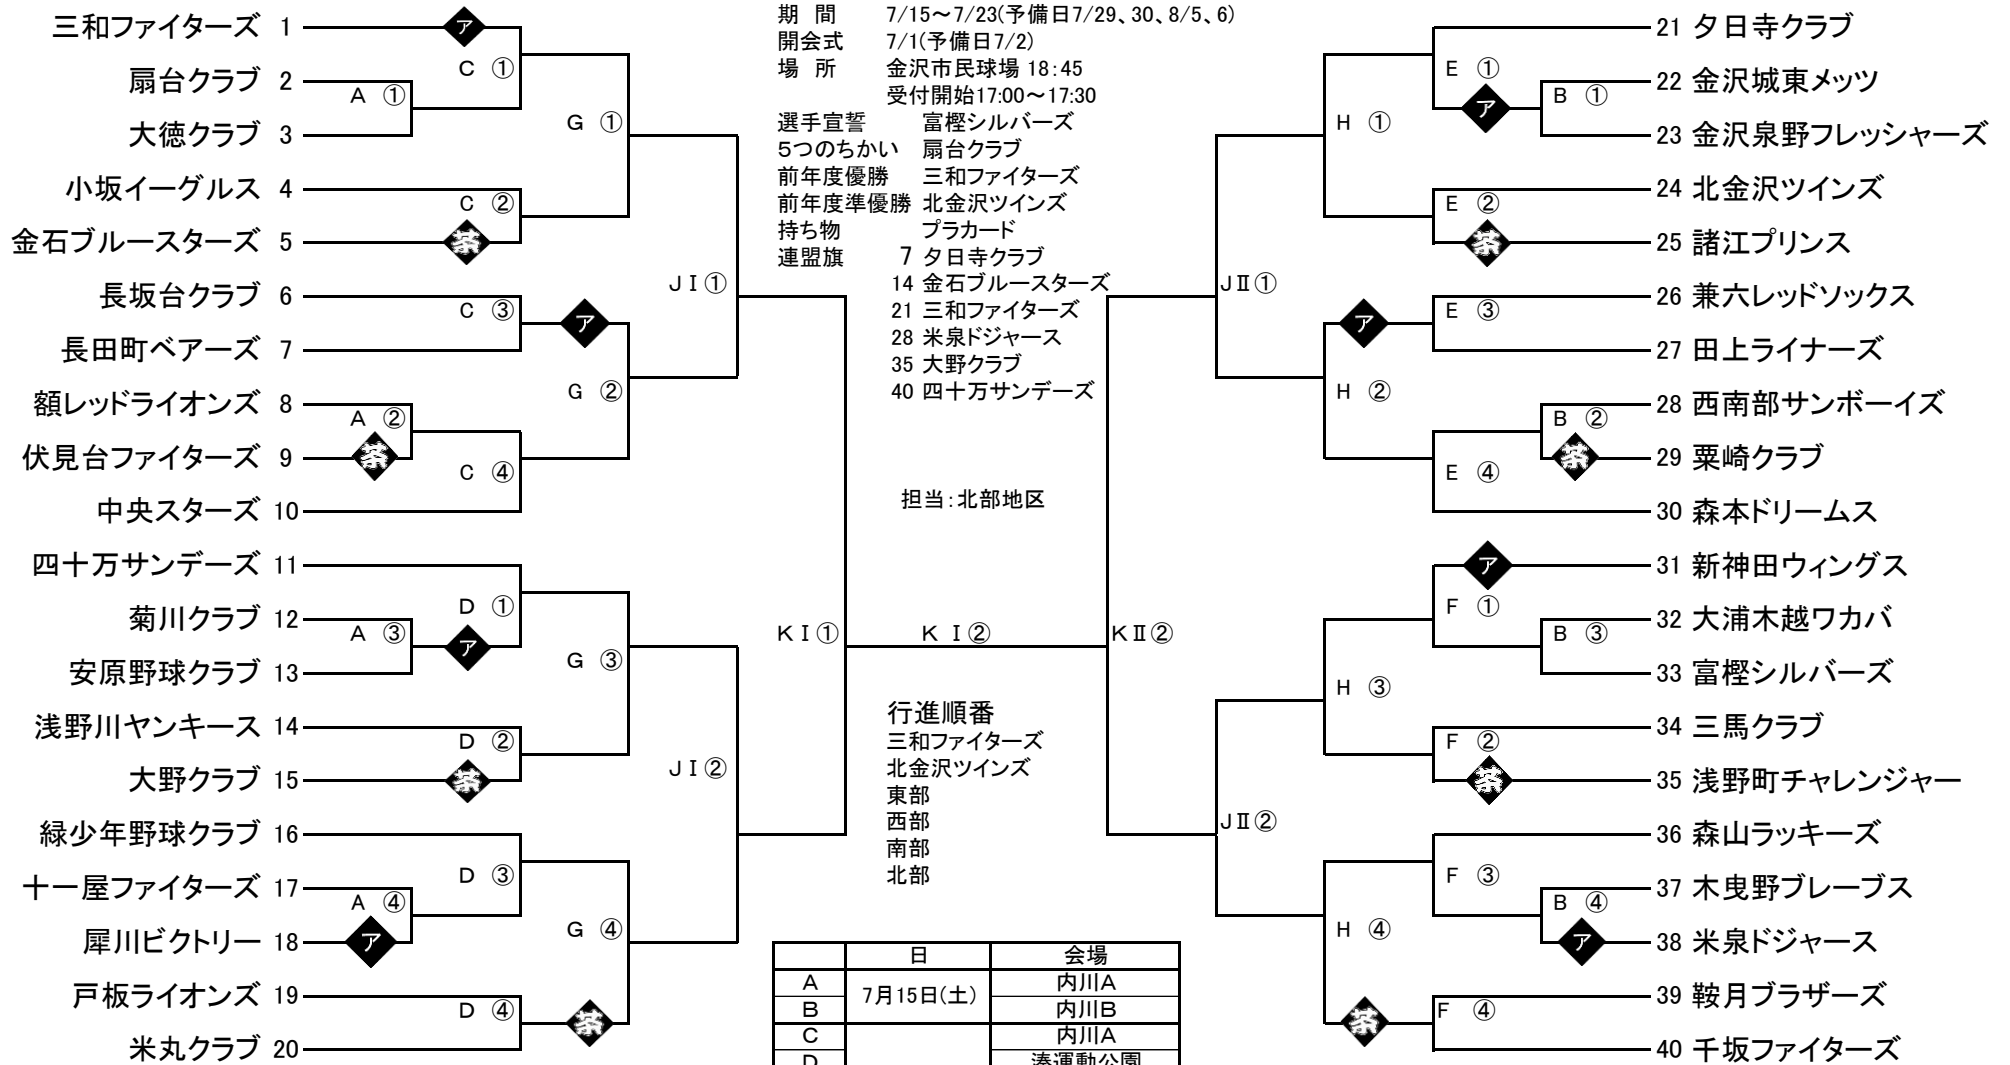 期　間　7/15～7/23(予備日7/29、30、8/5、6)
開会式　7/1(予備日7/2)
場　所　金沢市民球場 18:45
受付開始17:00～17:30
選手宣誓　富樫シルバーズ
5つのちかい　扇台クラブ
前年度優勝　三和ファイターズ
前年度準優勝　北金沢ツインズ
持ち物　プラカード
連盟旗　7 夕日寺クラブ
14 金石ブルースターズ
21 三和ファイターズ
28 米泉ドジャース
35 大野クラブ
40 四十万サンデーズ
担当:北部地区
三和ファイターズ 1
ア
C ①
扇台クラブ 2
A ①
大徳クラブ 3
G ①
小坂イーグルス 4
C ②
金石ブルースターズ 5
茶
JⅠ①
長坂台クラブ 6
C ③
ア
長田町ベアーズ 7
G ②
額レッドライオンズ 8
A ②
伏見台ファイターズ 9
茶
C ④
中央スターズ 10
四十万サンデーズ 11
D ①
菊川クラブ 12
A ③
ア
安原野球クラブ 13
G ③
浅野川ヤンキース 14
D ②
大野クラブ 15
茶
JⅠ②
緑少年野球クラブ 16
D ③
十一屋ファイターズ 17
A ④
犀川ビクトリー 18
ア
G ④
戸板ライオンズ 19
D ④
茶
米丸クラブ 20
KⅠ①
KⅠ②
KⅡ②
21 夕日寺クラブ
E ①
22 金沢城東メッツ
ア
B ①
23 金沢泉野フレッシャーズ
H ①
24 北金沢ツインズ
E ②
25 諸江プリンス
茶
JⅡ①
26 兼六レッドソックス
E ③
ア
27 田上ライナーズ
H ②
28 西南部サンボーイズ
B ②
29 粟崎クラブ
茶
E ④
30 森本ドリームス
31 新神田ウィングス
ア
F ①
32 大浦木越ワカバ
B ③
33 富樫シルバーズ
H ③
34 三馬クラブ
F ②
35 浅野町チャレンジャー
茶
JⅡ②
36 森山ラッキーズ
F ③
37 木曳野ブレーブス
B ④
38 米泉ドジャース
ア
H ④
39 鞍月ブラザーズ
F ④
茶
40 千坂ファイターズ
行進順番
三和ファイターズ
北金沢ツインズ
東部
西部
南部
北部
日　会場
A　7月15日(土)　内川A
B　内川B
C　内川A
D　湊運動公園